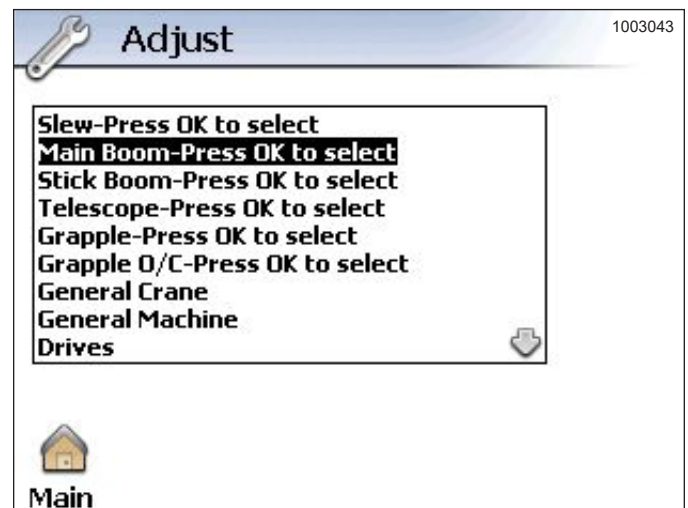 Adjust
1003043
Slew-Press OK to select
Main Boom-Press OK to select
Stick Boom-Press OK to select
Telescope-Press OK to select
Grapple-Press OK to select
Grapple O/C-Press OK to select
General Crane
General Machine
Drives
Main